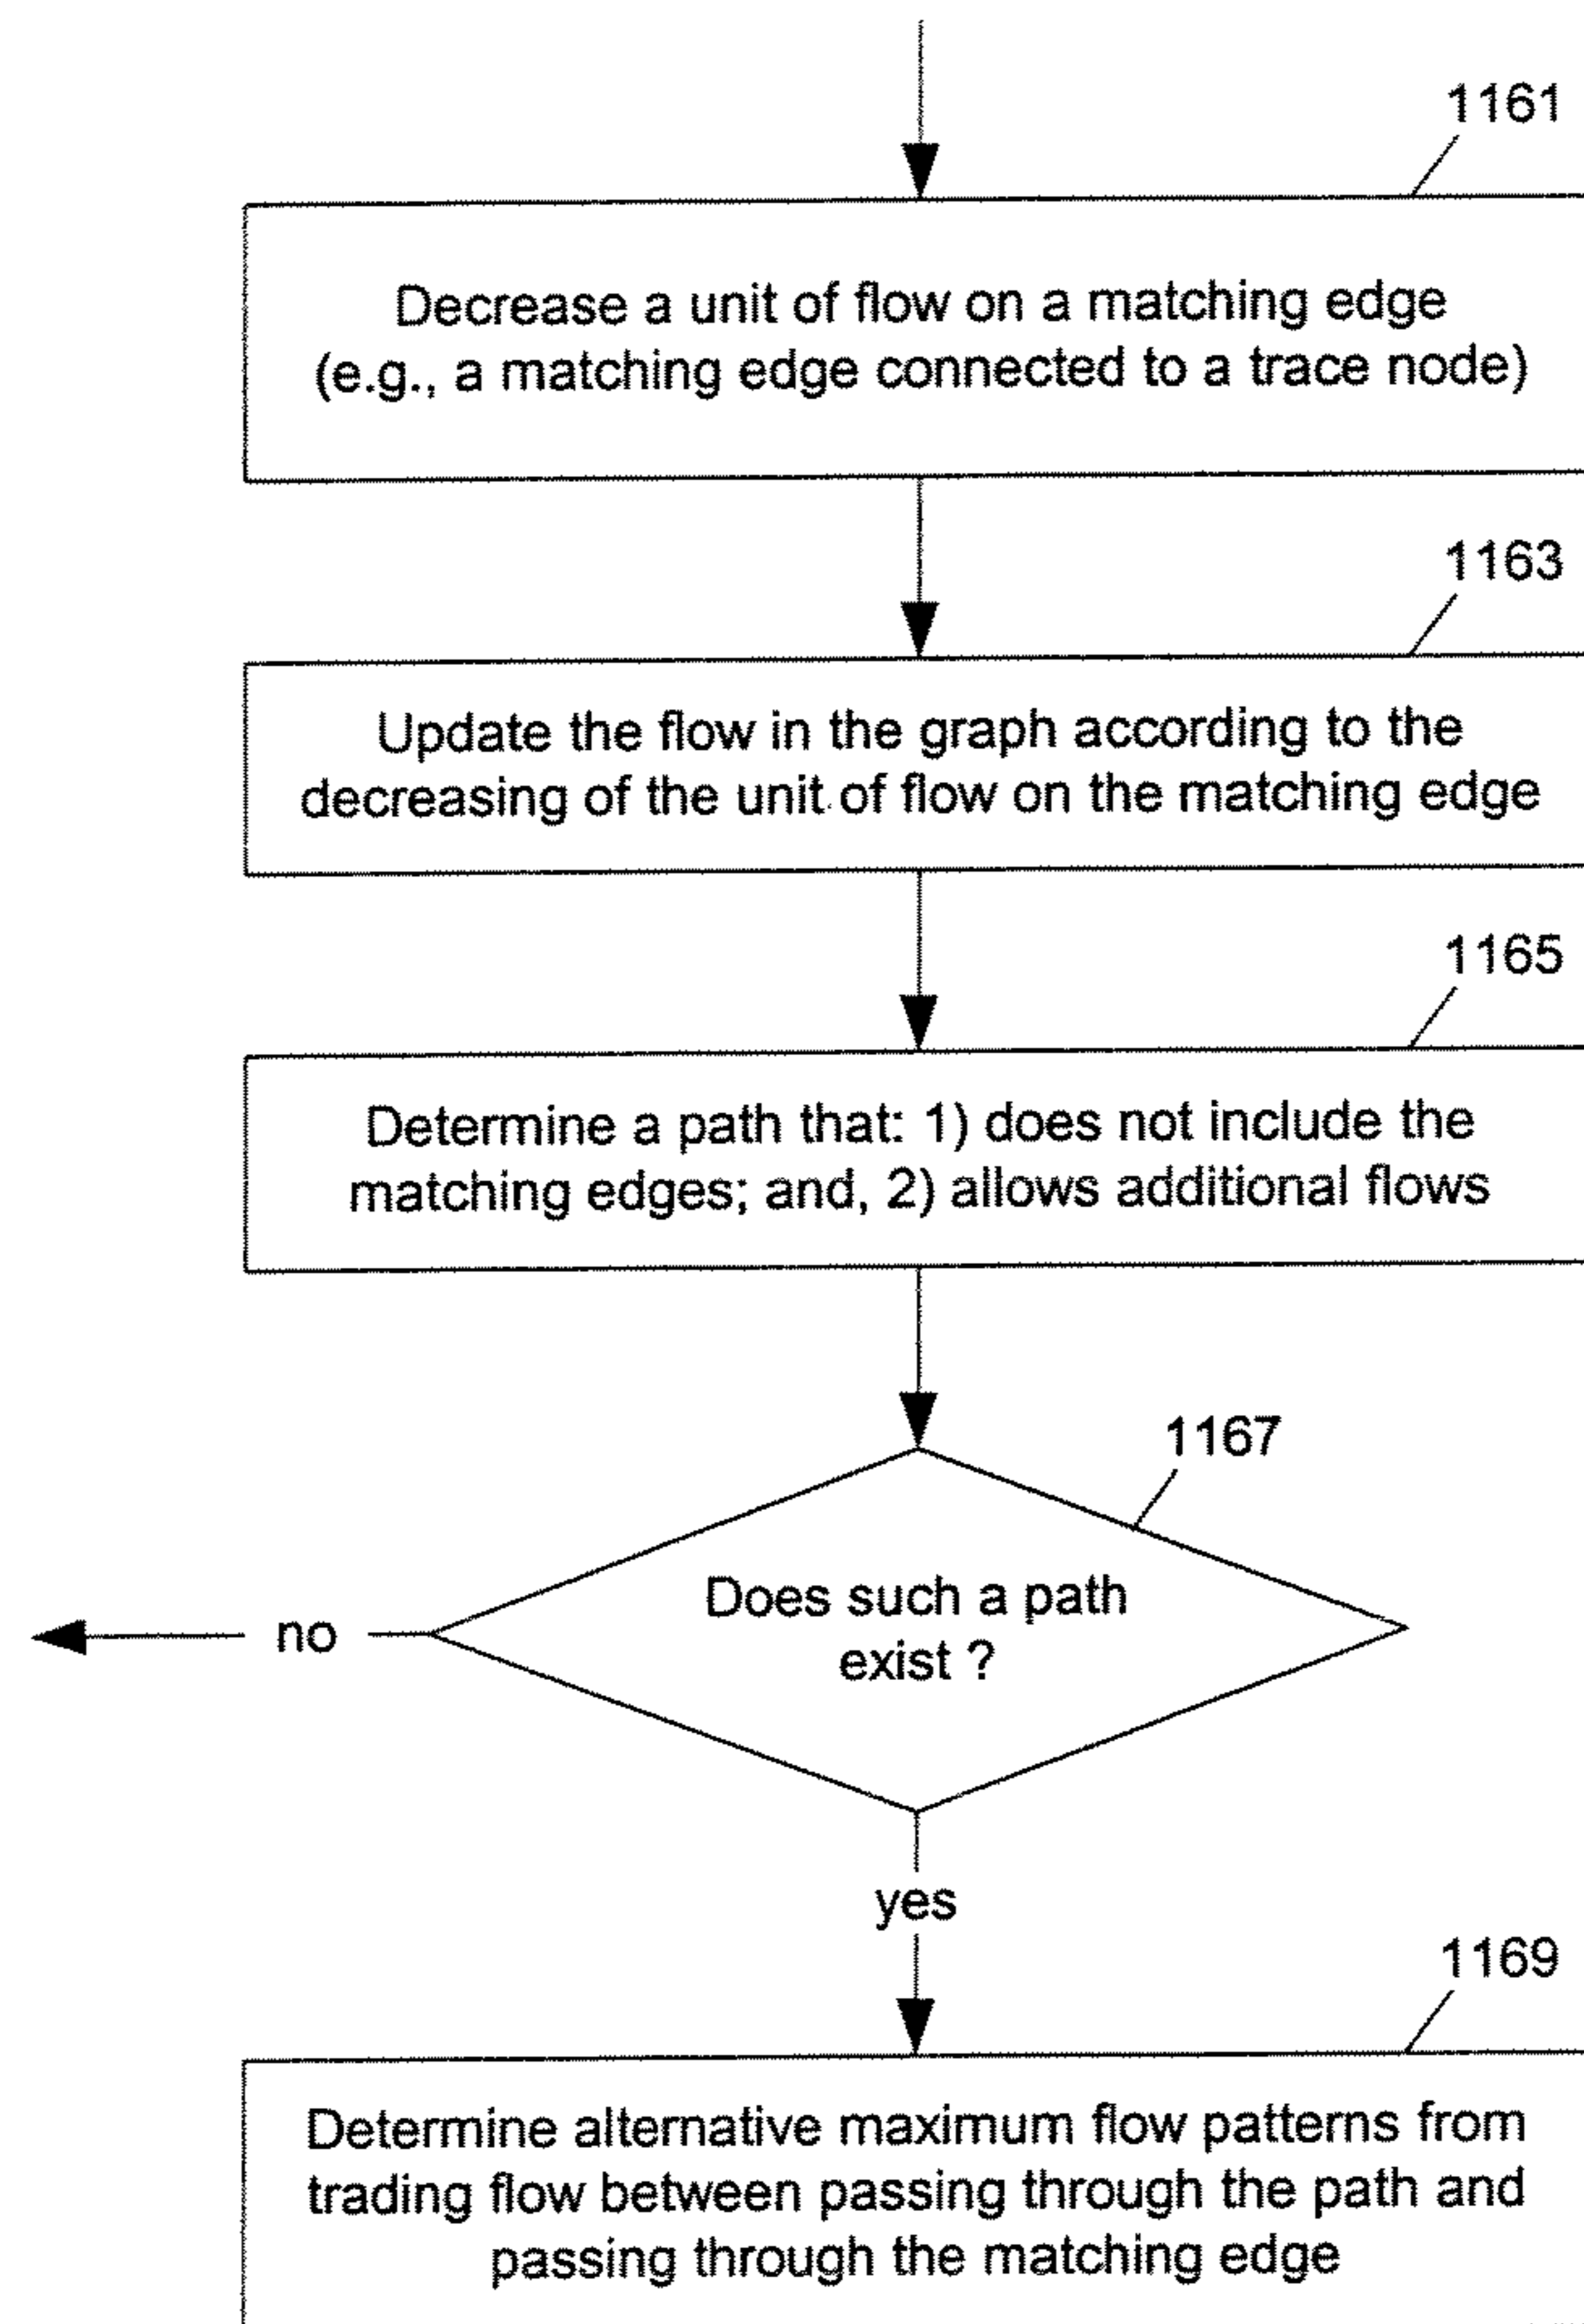 1161
Decrease a unit of flow on a matching edge
(e.g., a matching edge connected to a trace node)
1163
Update the flow in the graph according to the
decreasing of the unit of flow on the matching edge
1165
Determine a path that: 1) does not include the
matching edges; and, 2) allows additional flows
1167
Does such a path
exist ?
no
yes
1169
Determine alternative maximum flow patterns from
trading flow between passing through the path and
passing through the matching edge